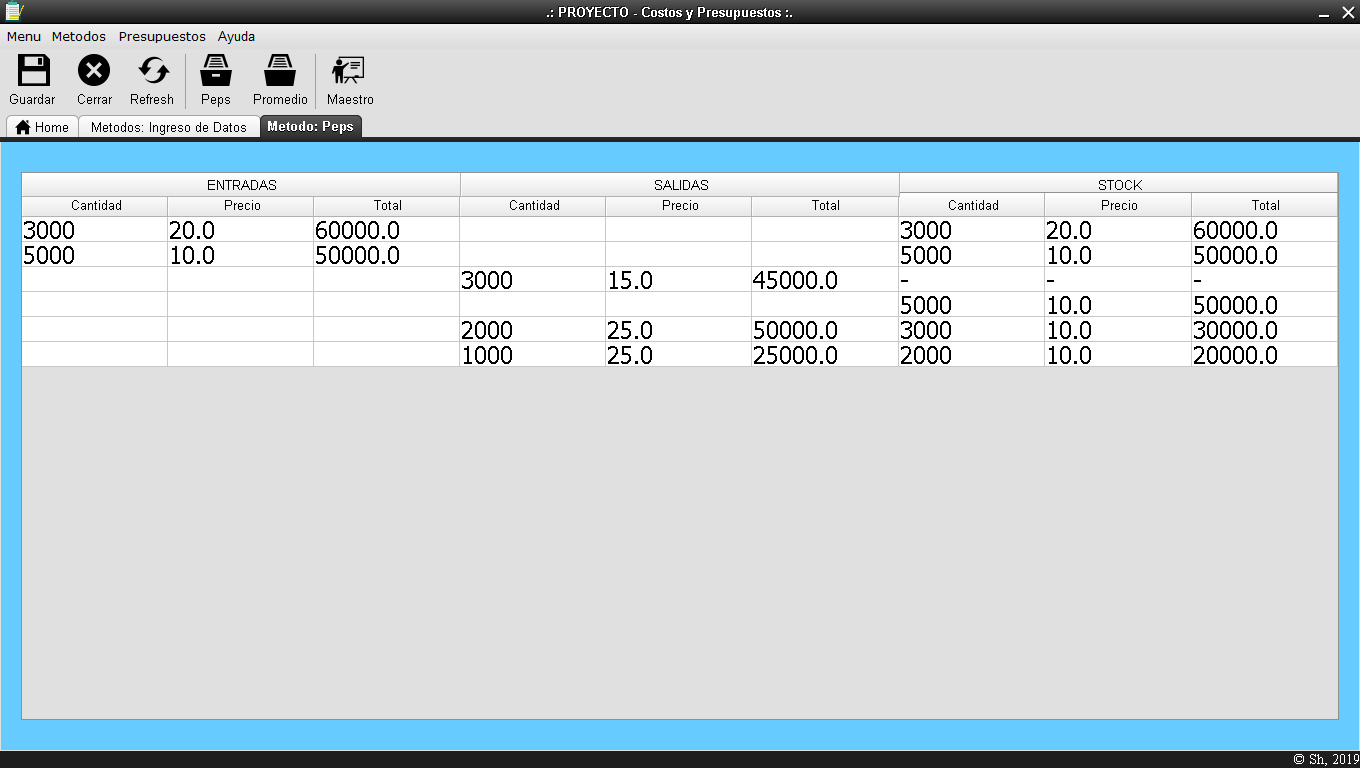 .: PROYECTO - Costos y Presupuestos :.
Menu Metodos Presupuestos Ayuda
Guardar Cerrar Refresh Peps Promedio Maestro
Home Metodos: Ingreso de Datos Metodo: Peps
ENTRADAS SALIDAS STOCK
Cantidad Precio Total Cantidad Precio Total Cantidad Precio Total
3000 20.0 60000.0 3000 20.0 60000.0
5000 10.0 50000.0 5000 10.0 50000.0
3000 15.0 45000.0 - - -
5000 10.0 50000.0
2000 25.0 50000.0 3000 10.0 30000.0
1000 25.0 25000.0 2000 10.0 20000.0
© Sh, 2019